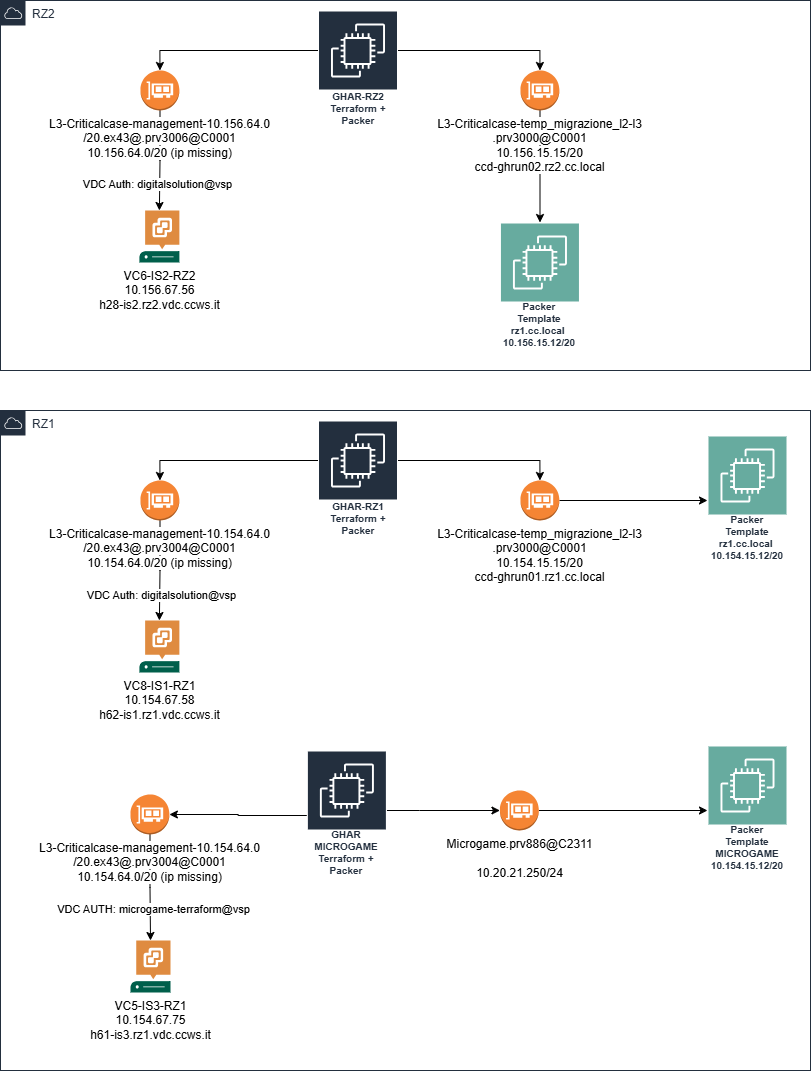 RZ2
GHAR-RZ2
Terraform +
Packer
L3-Criticalcase-management-10.156.64.0
/20.ex43@.prv3006@C0001
10.156.64.0/20 (ip missing)
VDC Auth: digitalsolution@vsp
VC6-IS2-RZ2
10.156.67.56
h28-is2.rz2.vdc.ccws.it
L3-Criticalcase-temp_migrazione_l2-l3
.prv3000@C0001
10.156.15.15/20
ccd-ghrun02.rz2.cc.local
Packer
Template
rz1.cc.local
10.156.15.12/20
RZ1
GHAR-RZ1
Terraform +
Packer
L3-Criticalcase-management-10.154.64.0
/20.ex43@.prv3004@C0001
10.154.64.0/20 (ip missing)
VDC Auth: digitalsolution@vsp
VC8-IS1-RZ1
10.154.67.58
h62-is1.rz1.vdc.ccws.it
L3-Criticalcase-temp_migrazione_l2-l3
.prv3000@C0001
10.154.15.15/20
ccd-ghrun01.rz1.cc.local
Packer
Template
rz1.cc.local
10.154.15.12/20
GHAR
MICROGAME
Terraform +
Packer
L3-Criticalcase-management-10.154.64.0
/20.ex43@.prv3004@C0001
10.154.64.0/20 (ip missing)
VDC AUTH: microgame-terraform@vsp
VC5-IS3-RZ1
10.154.67.75
h61-is3.rz1.vdc.ccws.it
Microgame.prv886@C2311
10.20.21.250/24
Packer
Template
MICROGAME
10.154.15.12/20